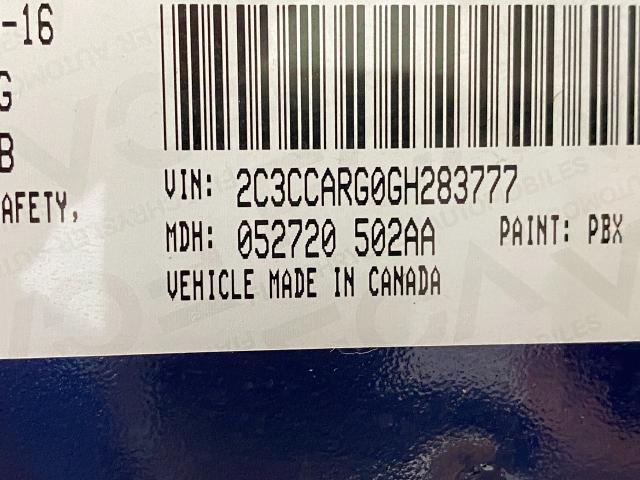 -16
G
B
AFETY,
VIN: 2C3CCARG0GH283777
MDH: 052720 502AA PAINT: PBX
VEHICLE MADE IN CANADA